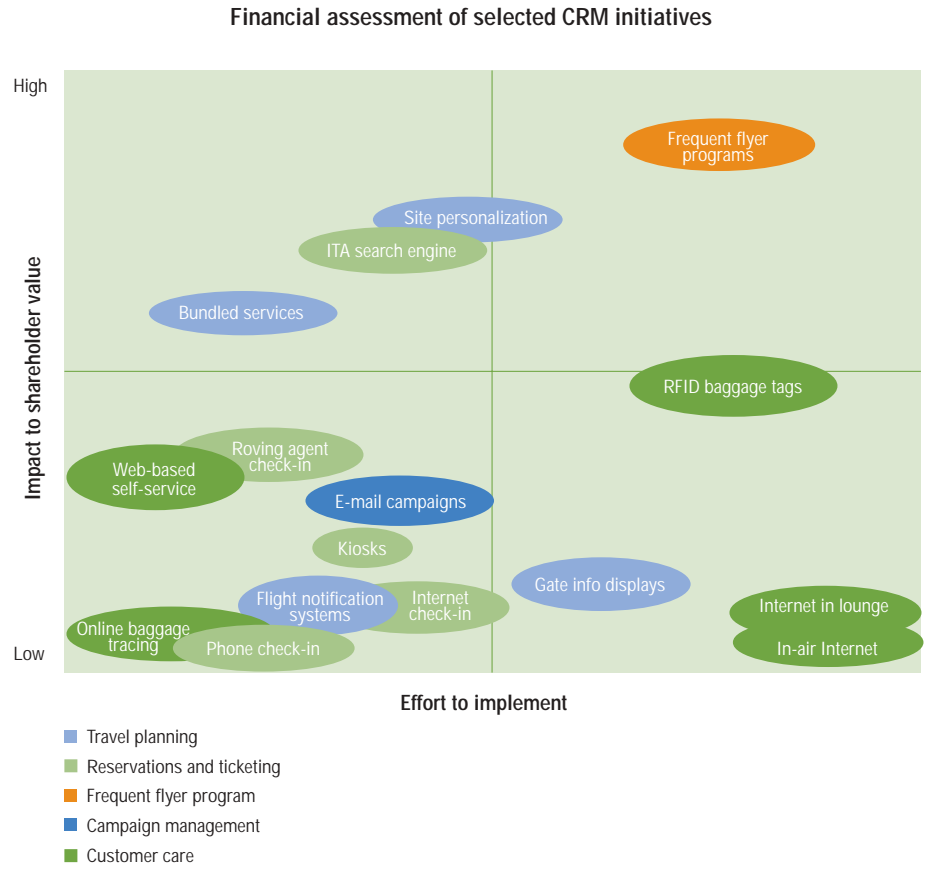 Financial assessment of selected CRM initiatives
High
Frequent flyer
programs
Site personalization
ITA search engine
Bundled services
Impact to shareholder value
RFID baggage tags
Roving agent
check-in
Web-based
self-service
E-mail campaigns
Kiosks
Gate info displays
Flight notification
systems
Internet
check-in
Internet in lounge
Online baggage
tracing
Phone check-in
In-air Internet
Low
Effort to implement
Travel planning
Reservations and ticketing
Frequent flyer program
Campaign management
Customer care